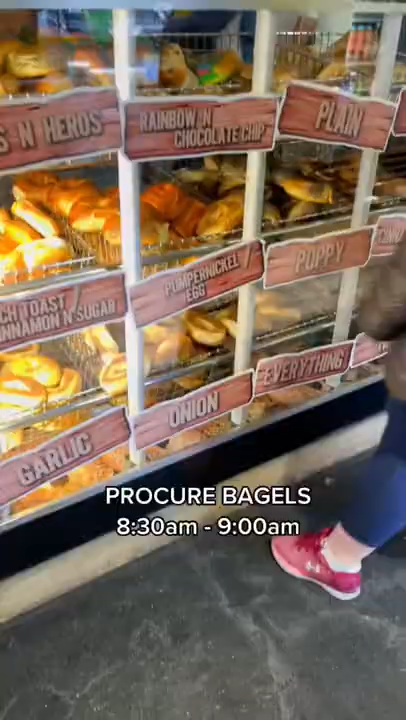 S N HEROS
RAINBOW N
CHOCOLATE CHIP
PLAIN
CH TOAST /
NNAMON N SUGAR
PUMPERNICKEL /
EGG
POPPY
GARLIC
ONION
EVERYTHING
PROCURE BAGELS
8:30am - 9:00am